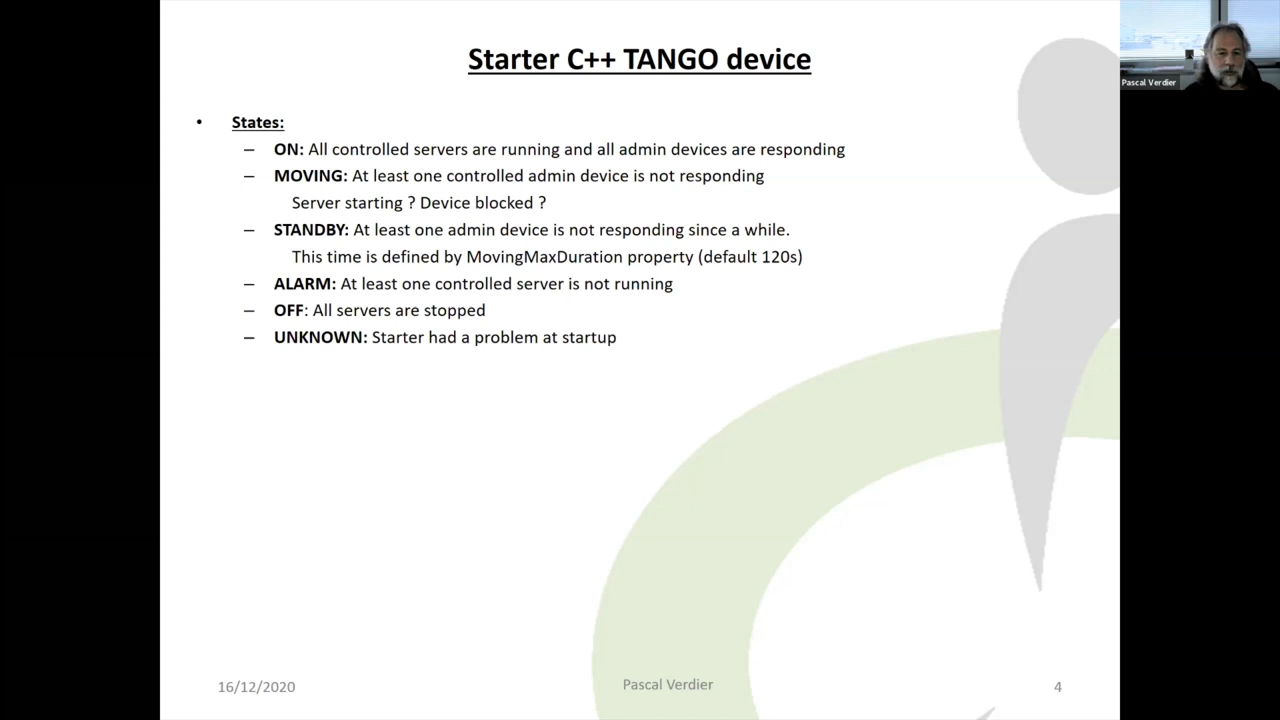 Starter C++ TANGO device
• States:
– ON: All controlled servers are running and all admin devices are responding
– MOVING: At least one controlled admin device is not responding
Server starting ? Device blocked ?
– STANDBY: At least one admin device is not responding since a while.
This time is defined by MovingMaxDuration property (default 120s)
– ALARM: At least one controlled server is not running
– OFF: All servers are stopped
– UNKNOWN: Starter had a problem at startup
16/12/2020
Pascal Verdier
4
Pascal Verdier